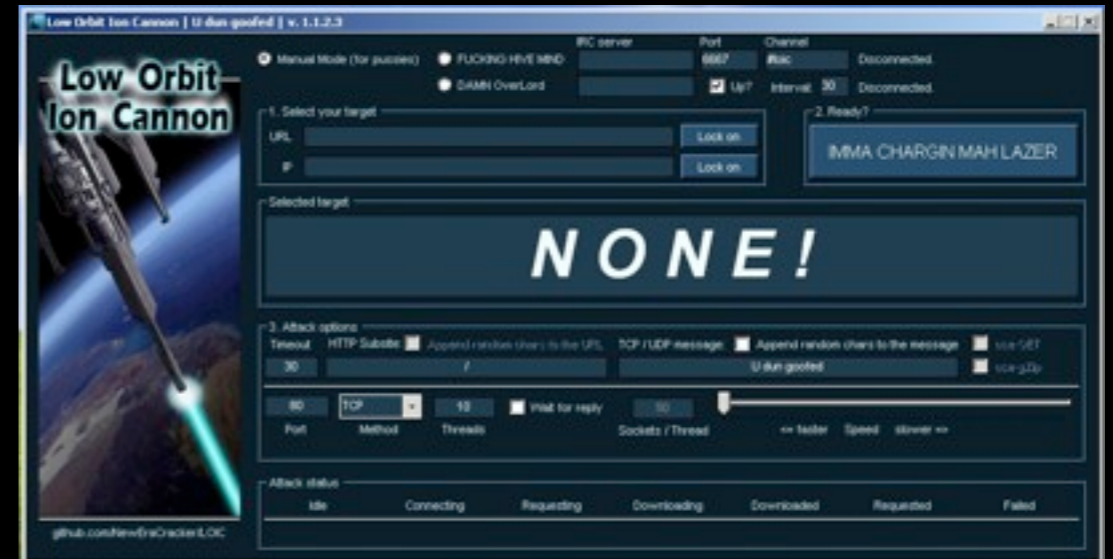 Low Orbit Ion Cannon | U dun goofed | v. 1.1.2.3
Low Orbit
Ion Cannon
IRC server Port Channel
Manual Mode (for pussies) FUCKING HIVE MIND 6667 #loic Disconnected.
DAMN OverLord Up? Interval: 30 Disconnected.
1. Select your target
URL Lock on
IP Lock on
2. Ready?
IMMA CHARGIN MAH LAZER
Selected target
NONE!
3. Attack options
Timeout HTTP Subsite Append random chars to the URL TCP / UDP message Append random chars to the message
30 / U dun goofed
80 TCP 10 Wait for reply
Port Method Threads Sockets / Thread <= faster Speed slower =>
Attack status
Idle Connecting Requesting Downloading Downloaded Requested Failed
github.com/NewEraCracker/LOIC